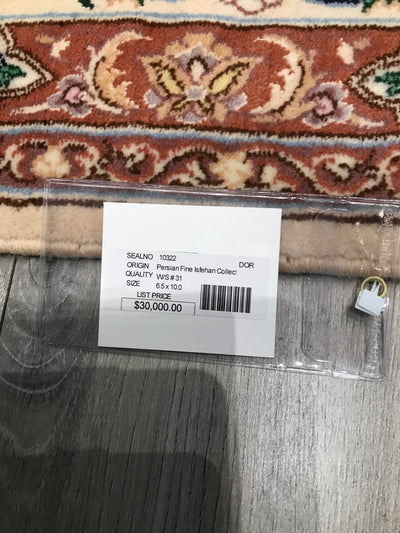 SEALNO 10322
ORIGIN Persian Fine Isfehan Collect DOR
QUALITY W/S # 31
SIZE 6.5 x 10.0
LIST PRICE
$30,000.00